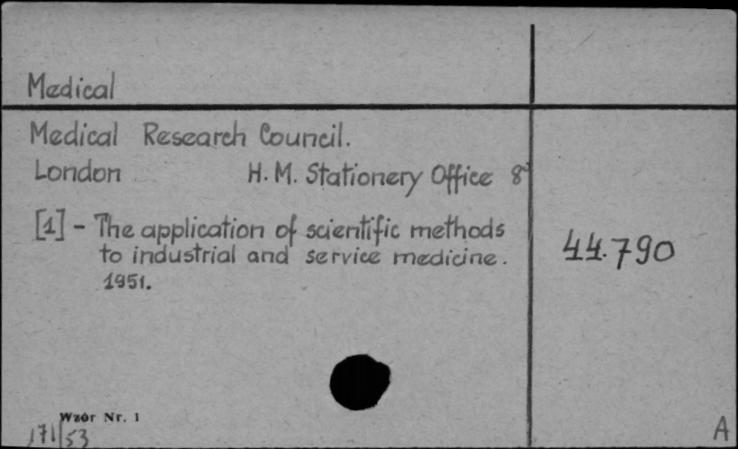 Medical
Medical Research Council.
London H. M. Stationery Office 8°
[1] - The application of scientific methods
to industrial and service medicine.
1951.
44.790
Wzór Nr. 1
171/53
A